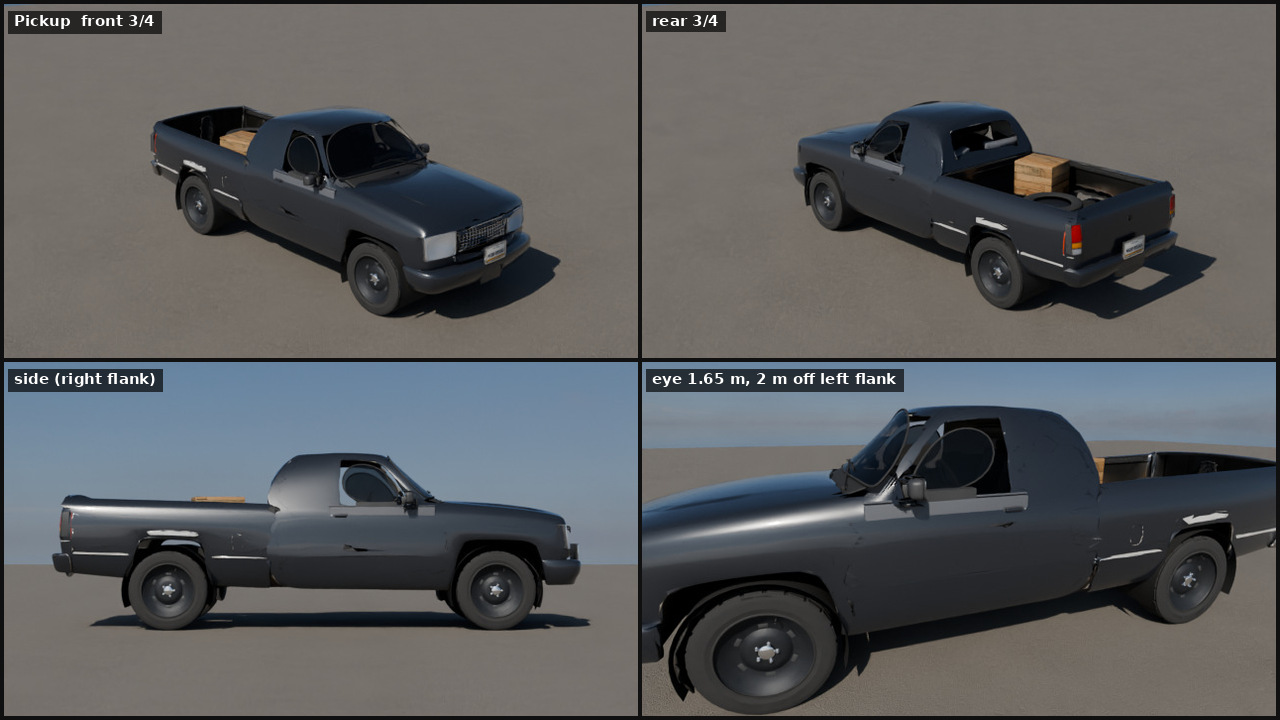 Pickup  front 3/4
rear 3/4
side (right flank)
eye 1.65 m, 2 m off left flank